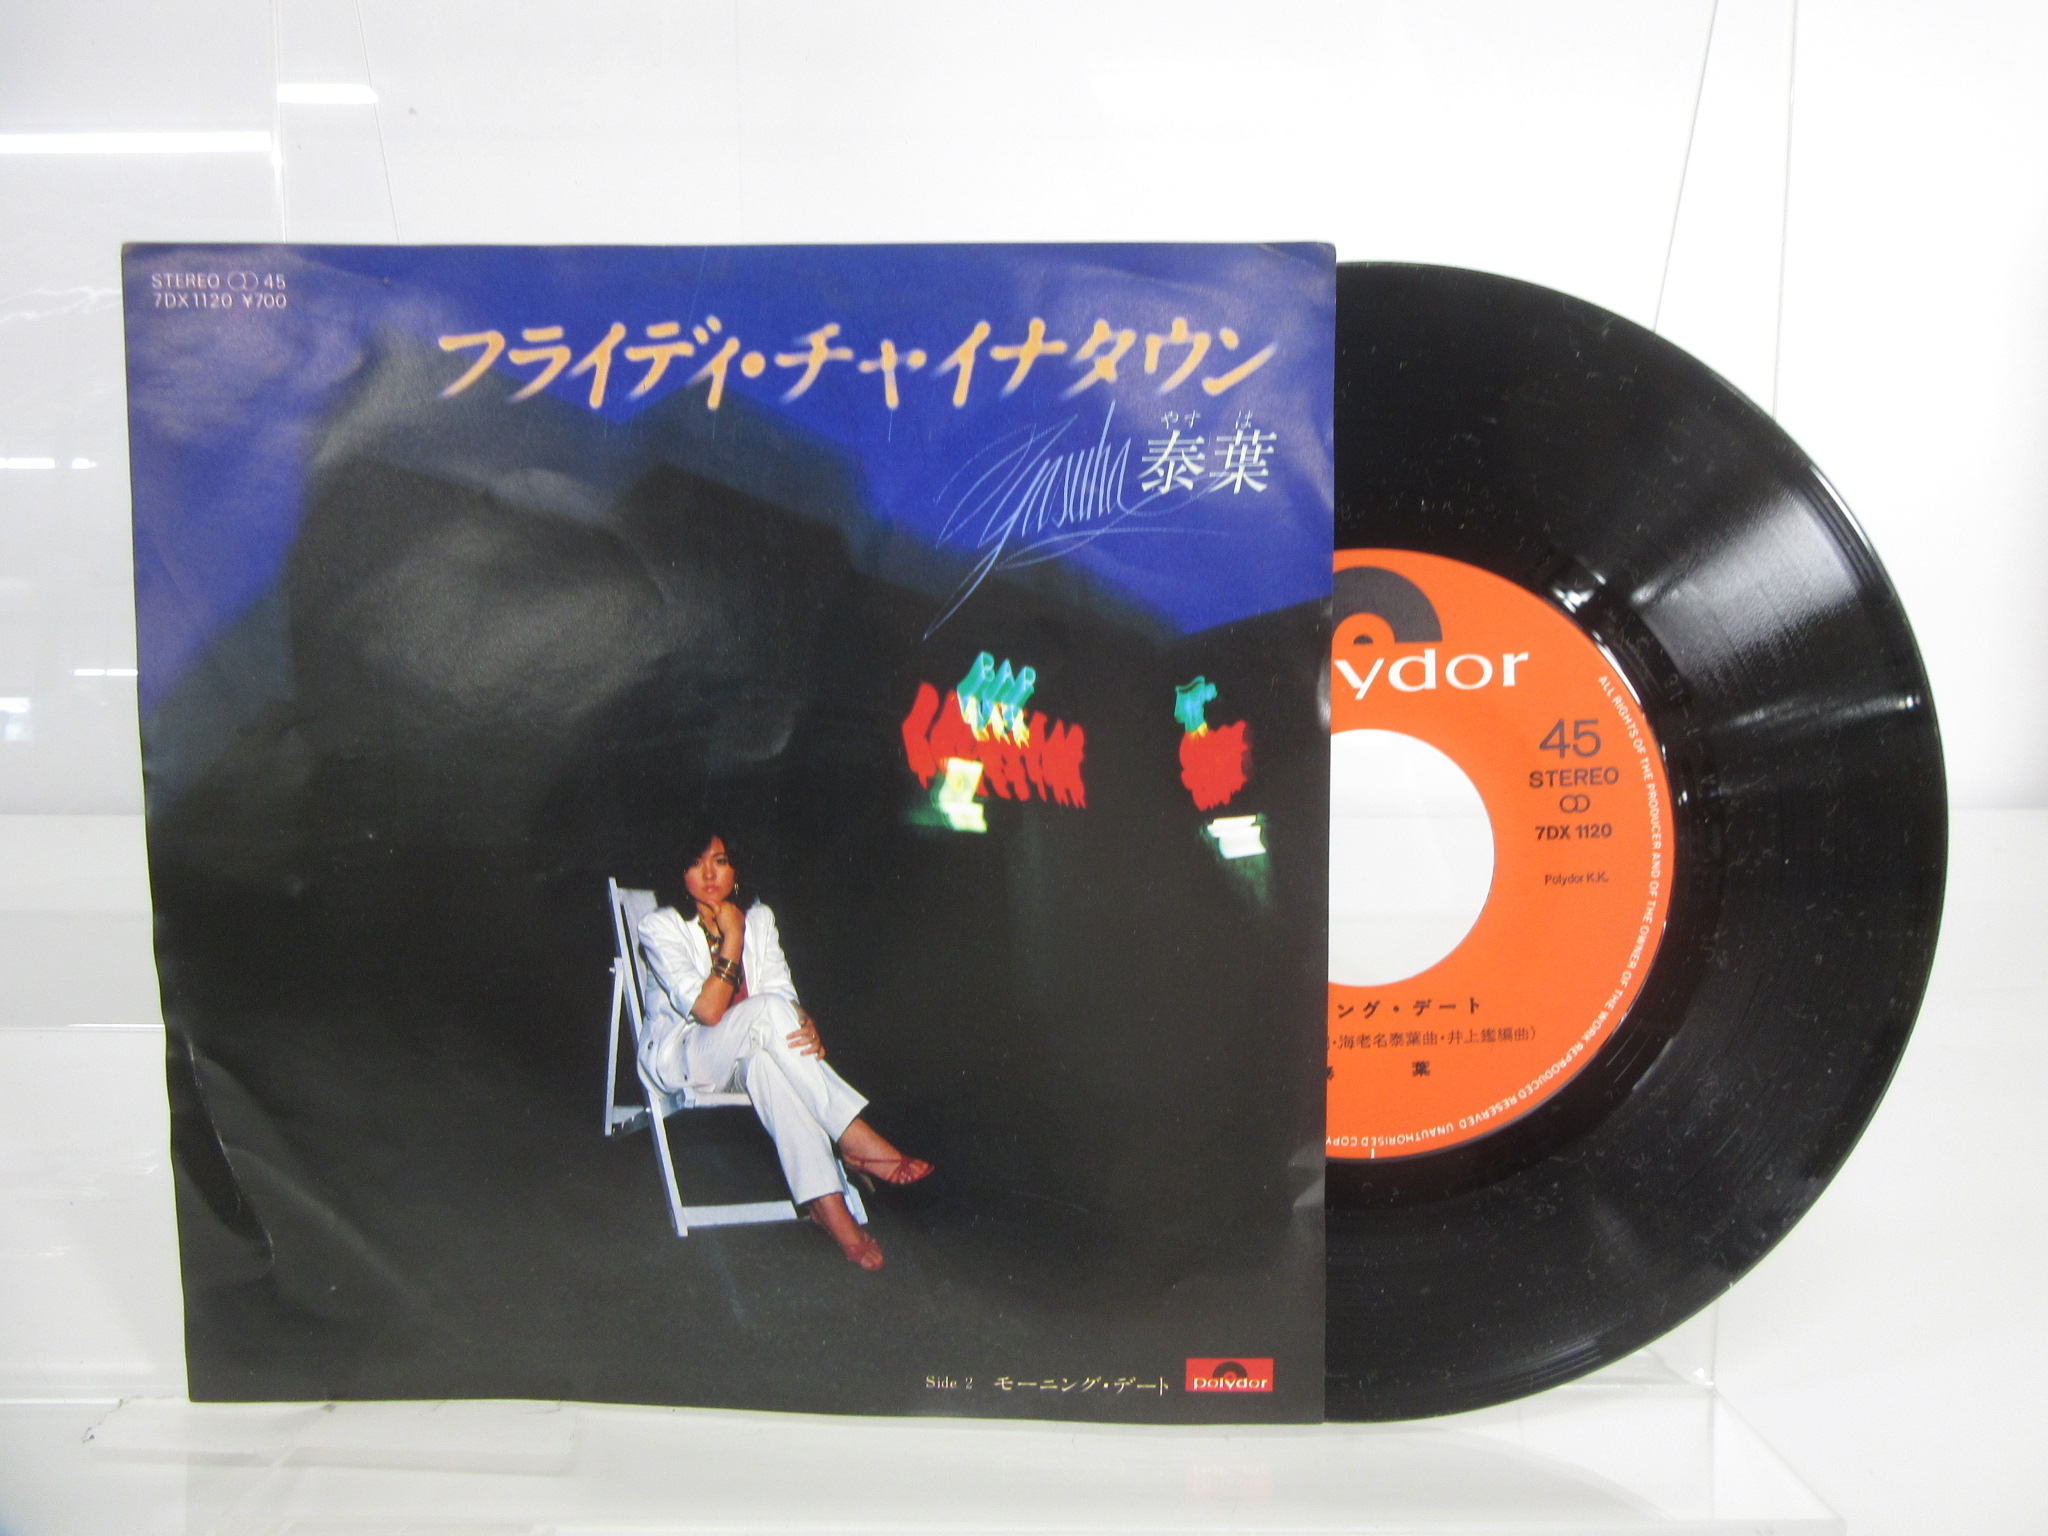 STEREO ○○ 45
7DX1120 ¥700
フライディ・チャイナタウン
やす は
泰葉
Yasuha
BAR
Side 2 モーニング・デート
polydor
ydor
45
STEREO
7DX 1120
Polydor K.K.
ング・デート
・海老名泰葉曲・井上鑑編曲)
葉
ALL RIGHTS OF THE PRODUCER AND OF THE OWNER OF THE WORK REPRODUCED RESERVED UNAUTHORISED COPY